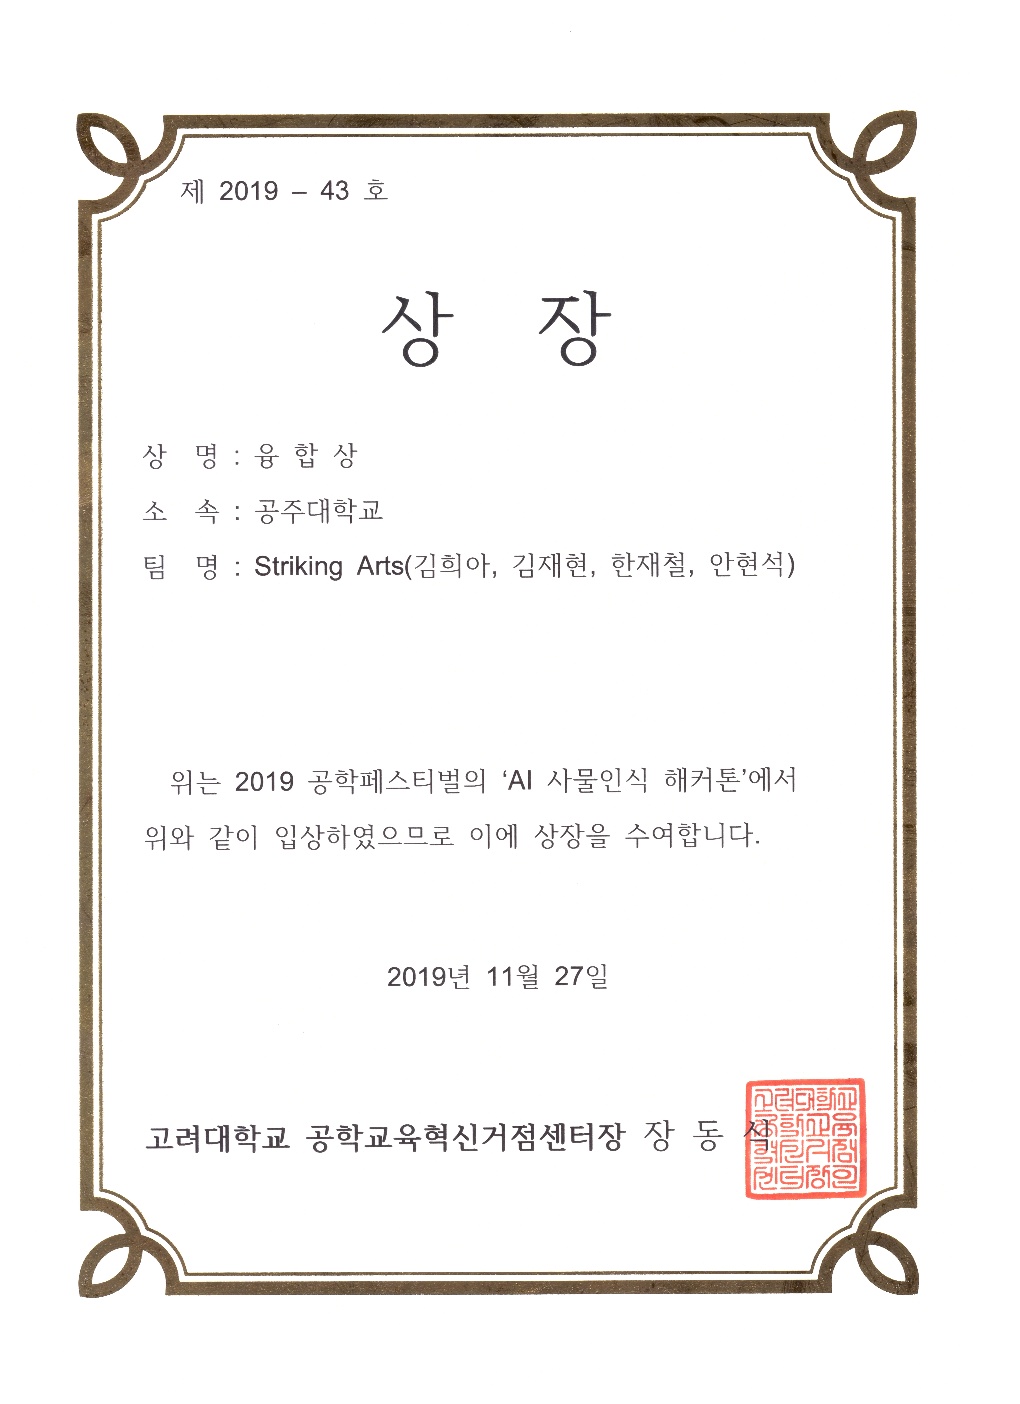 제 2019 – 43 호
상 장
상 명 : 융 합 상
소 속 : 공주대학교
팀 명 : Striking Arts(김희아, 김재현, 한재철, 안현석)
위는 2019 공학페스티벌의 ‘AI 사물인식 해커톤’에서
위와 같이 입상하였으므로 이에 상장을 수여합니다.
2019년 11월 27일
고려대학교 공학교육혁신거점센터장 장 동 식
고려대학교
공학교육
혁신거점
센터장의